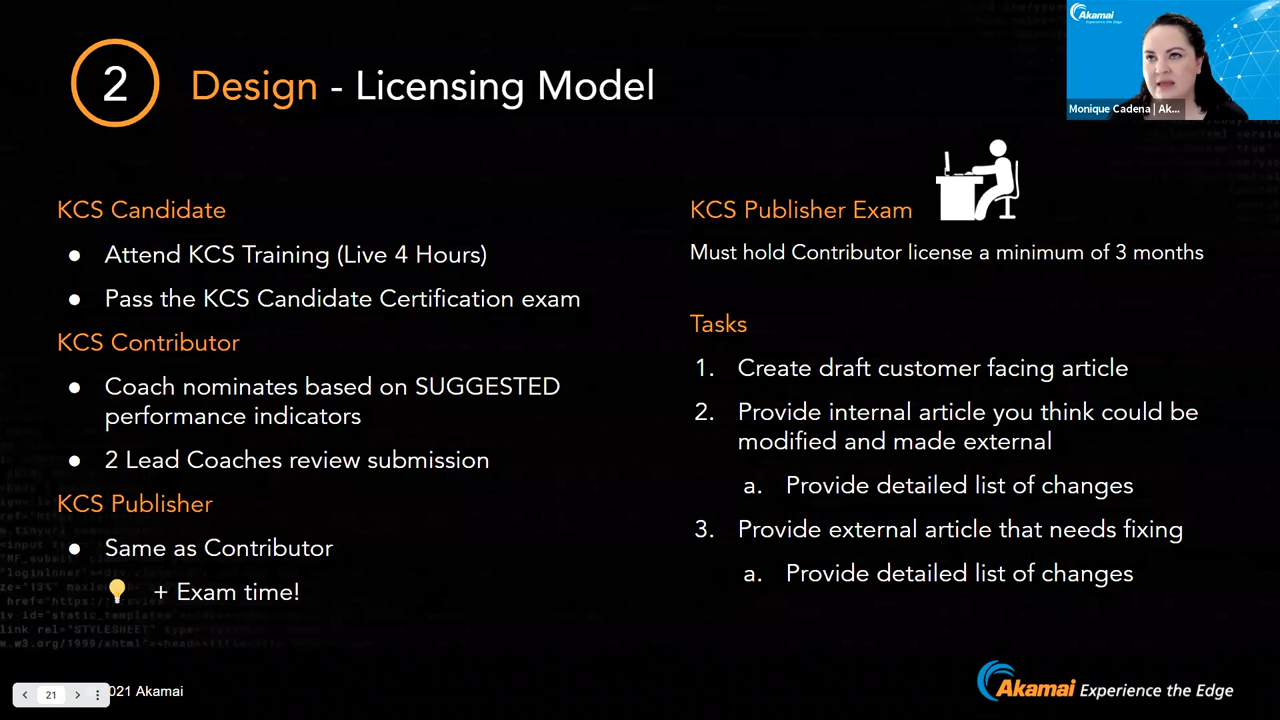 2
Design - Licensing Model
Akamai
Experience the Edge
Monique Cadena | Ak...
KCS Candidate
● Attend KCS Training (Live 4 Hours)
● Pass the KCS Candidate Certification exam
KCS Contributor
● Coach nominates based on SUGGESTED
performance indicators
● 2 Lead Coaches review submission
KCS Publisher
● Same as Contributor
+ Exam time!
KCS Publisher Exam
Must hold Contributor license a minimum of 3 months
Tasks
1. Create draft customer facing article
2. Provide internal article you think could be
modified and made external
a. Provide detailed list of changes
3. Provide external article that needs fixing
a. Provide detailed list of changes
link rel="STYLESHEET"
21
021 Akamai
Akamai Experience the Edge